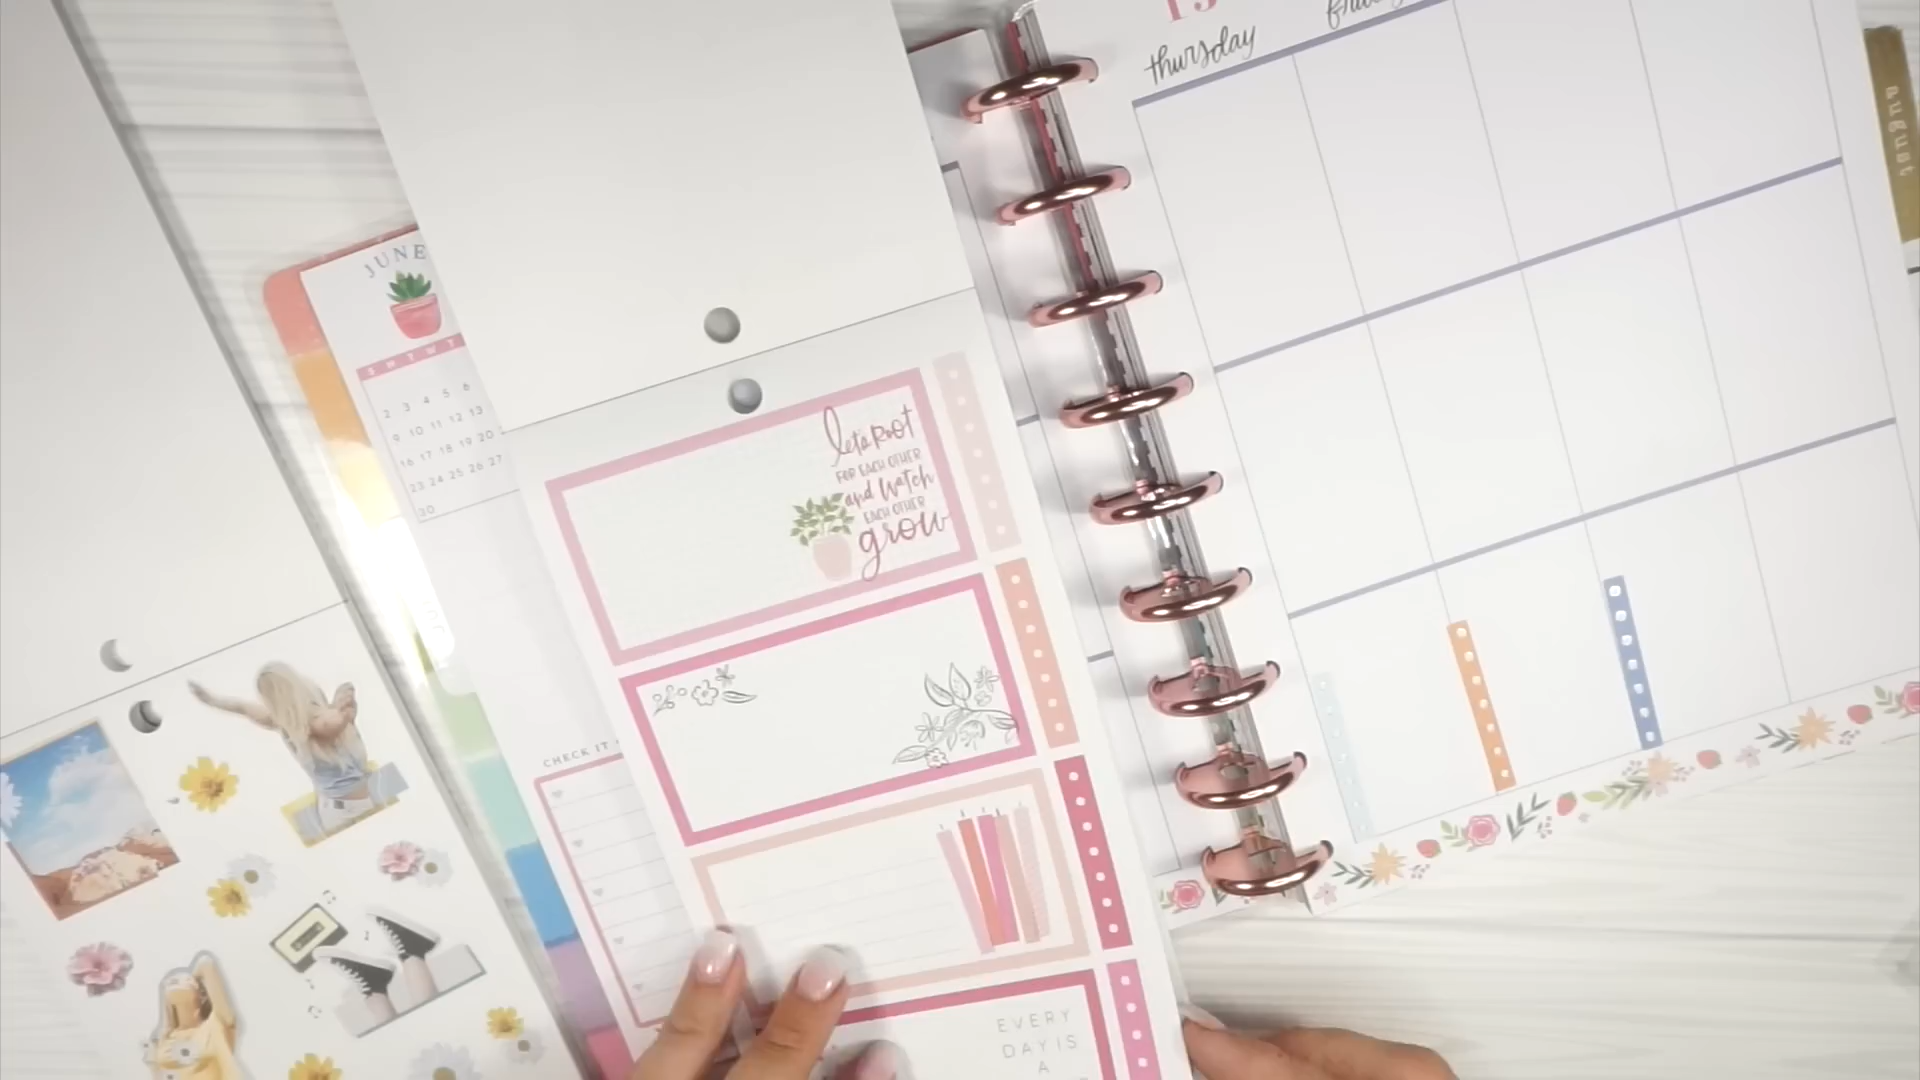 thursday
august
JUNE
S M T W T
2 3 4 5 6
9 10 11 12 13
16 17 18 19 20
23 24 25 26 27
30
CHECK IT
let's Root
FOR EACH OTHER
and Watch
EACH OTHER
grow
EVERY
DAY IS
A